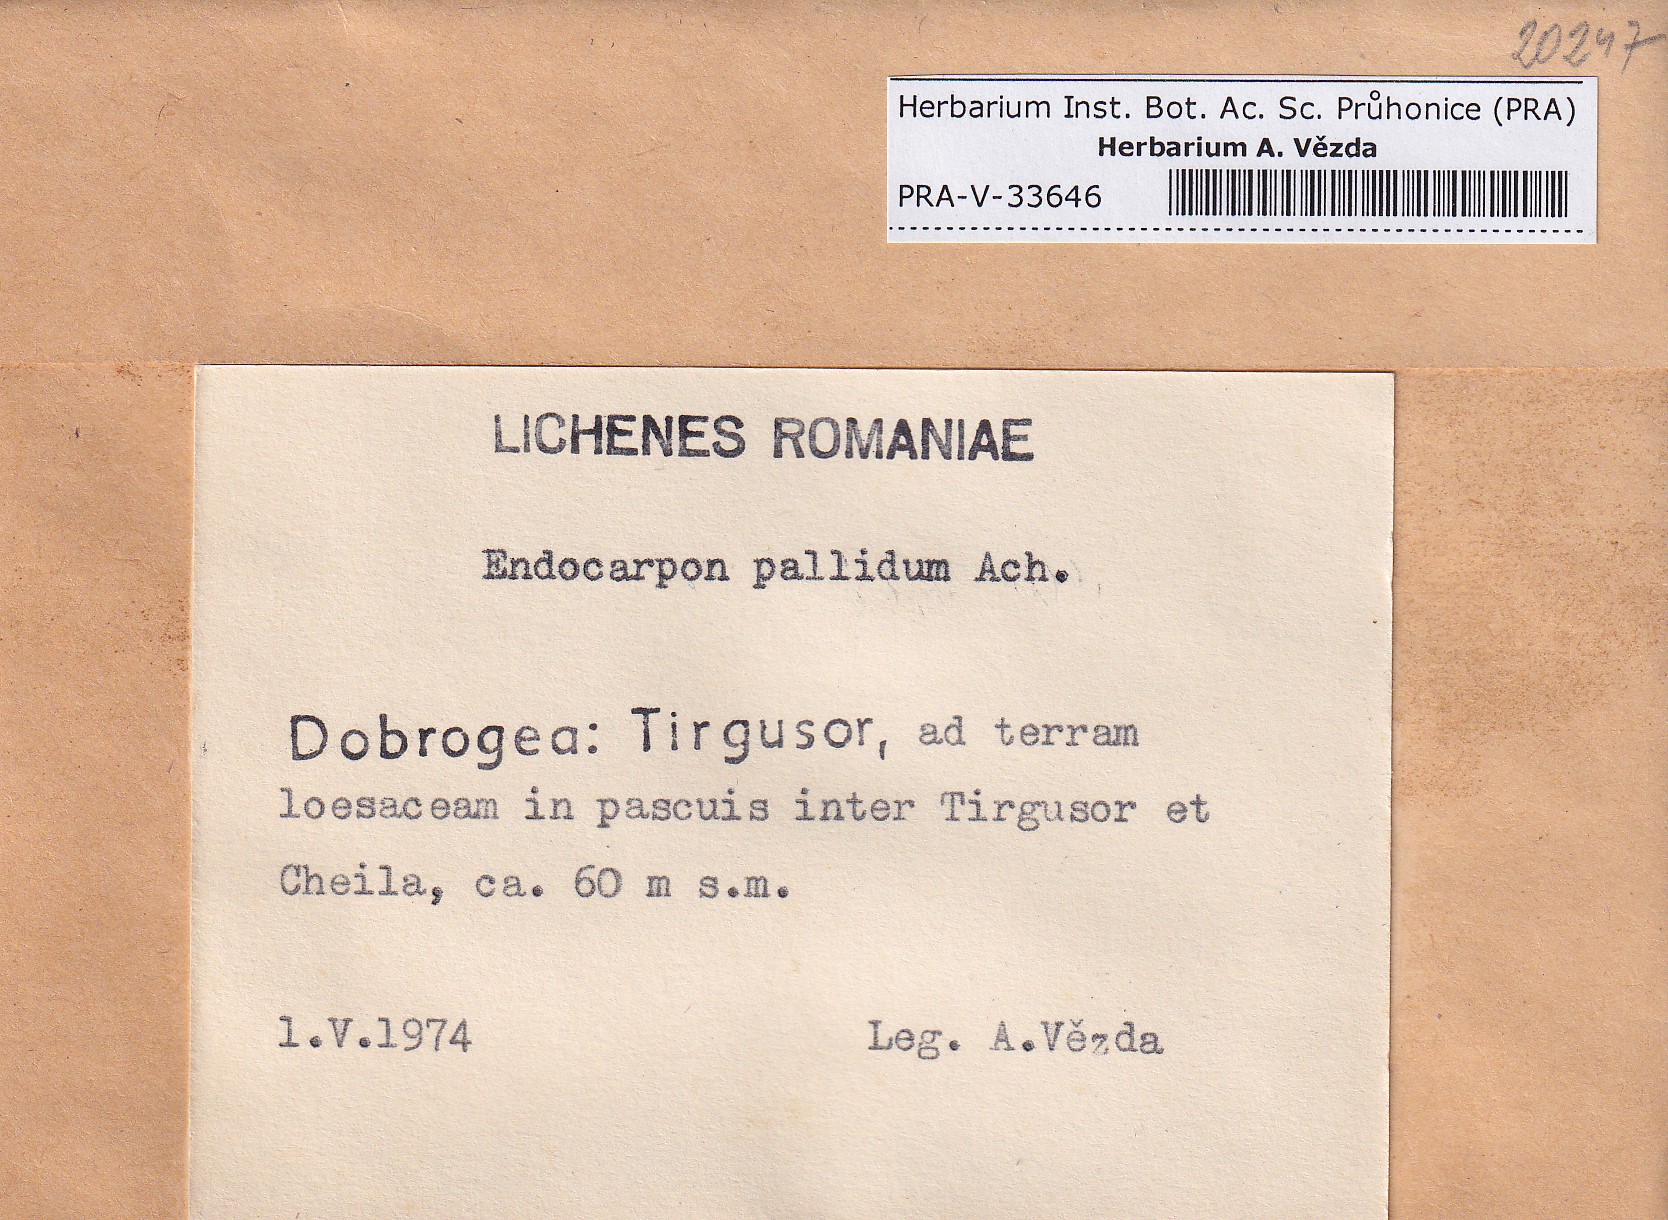 20247
Herbarium Inst. Bot. Ac. Sc. Průhonice (PRA)
Herbarium A. Vězda
PRA-V-33646
LICHENES ROMANIAE
Endocarpon pallidum Ach.
Dobrogea: Tirgusor, ad terram
loesaceam in pascuis inter Tirgusor et
Cheila, ca. 60 m s.m.
1.V.1974 Leg. A.Vězda